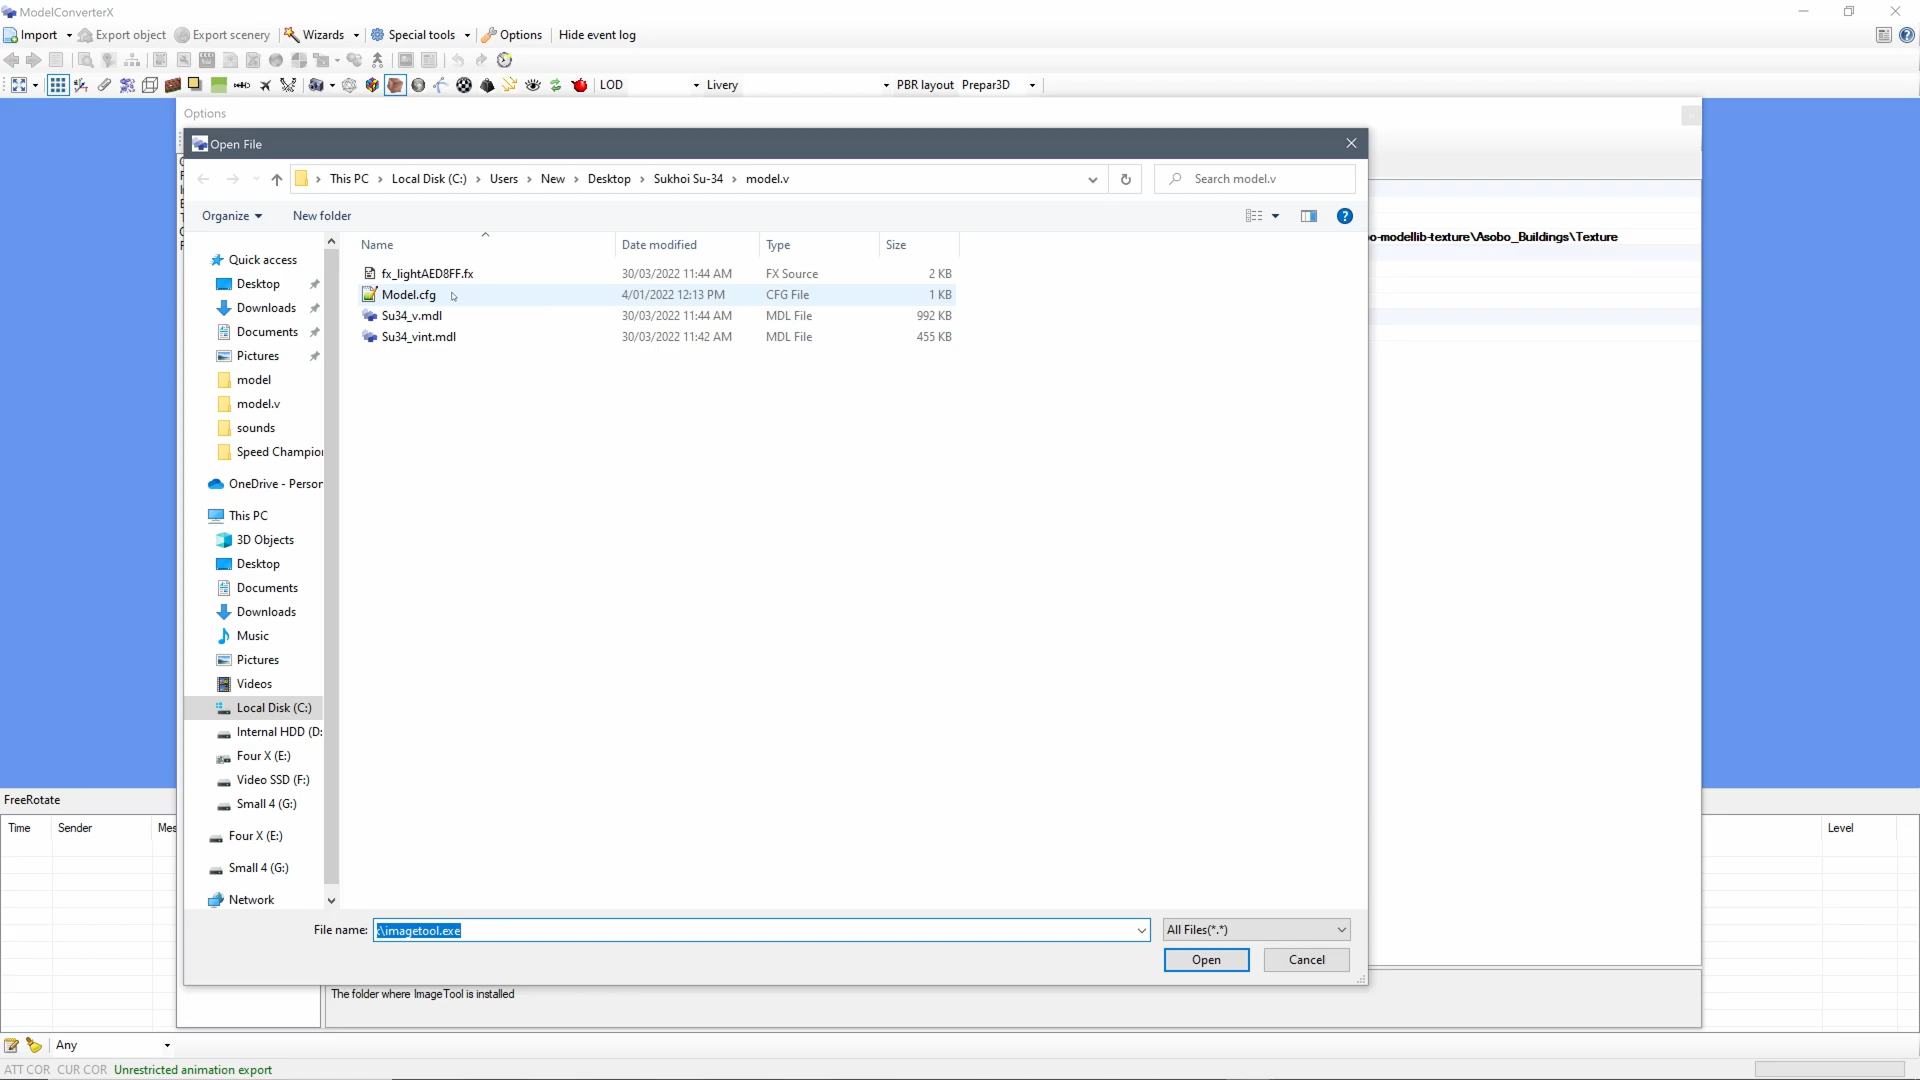 ModelConverterX
Import Export object Export scenery Wizards Special tools Options Hide event log
LOD Livery PBR layout Prepar3D
Options
Open File
This PC Local Disk (C:) Users New Desktop Sukhoi Su-34 model.v Search model.v
Organize New folder
o-modellib-texture\Asobo_Buildings\Texture
Name Date modified Type Size
Quick access
fx_lightAED8FF.fx 30/03/2022 11:44 AM FX Source 2 KB
Desktop
Model.cfg 4/01/2022 12:13 PM CFG File 1 KB
Downloads
Su34_v.mdl 30/03/2022 11:44 AM MDL File 992 KB
Documents
Su34_vint.mdl 30/03/2022 11:42 AM MDL File 455 KB
Pictures
model
model.v
sounds
Speed Champion
OneDrive - Person
This PC
3D Objects
Desktop
Documents
Downloads
Music
Pictures
Videos
Local Disk (C:)
Internal HDD (D:
Four X (E:)
Video SSD (F:)
Small 4 (G:)
FreeRotate
Time Sender Mes Level
Four X (E:)
Small 4 (G:)
Network
File name: :\imagetool.exe All Files(*.*)
Open Cancel
The folder where ImageTool is installed
Any
ATT COR CUR COR Unrestricted animation export